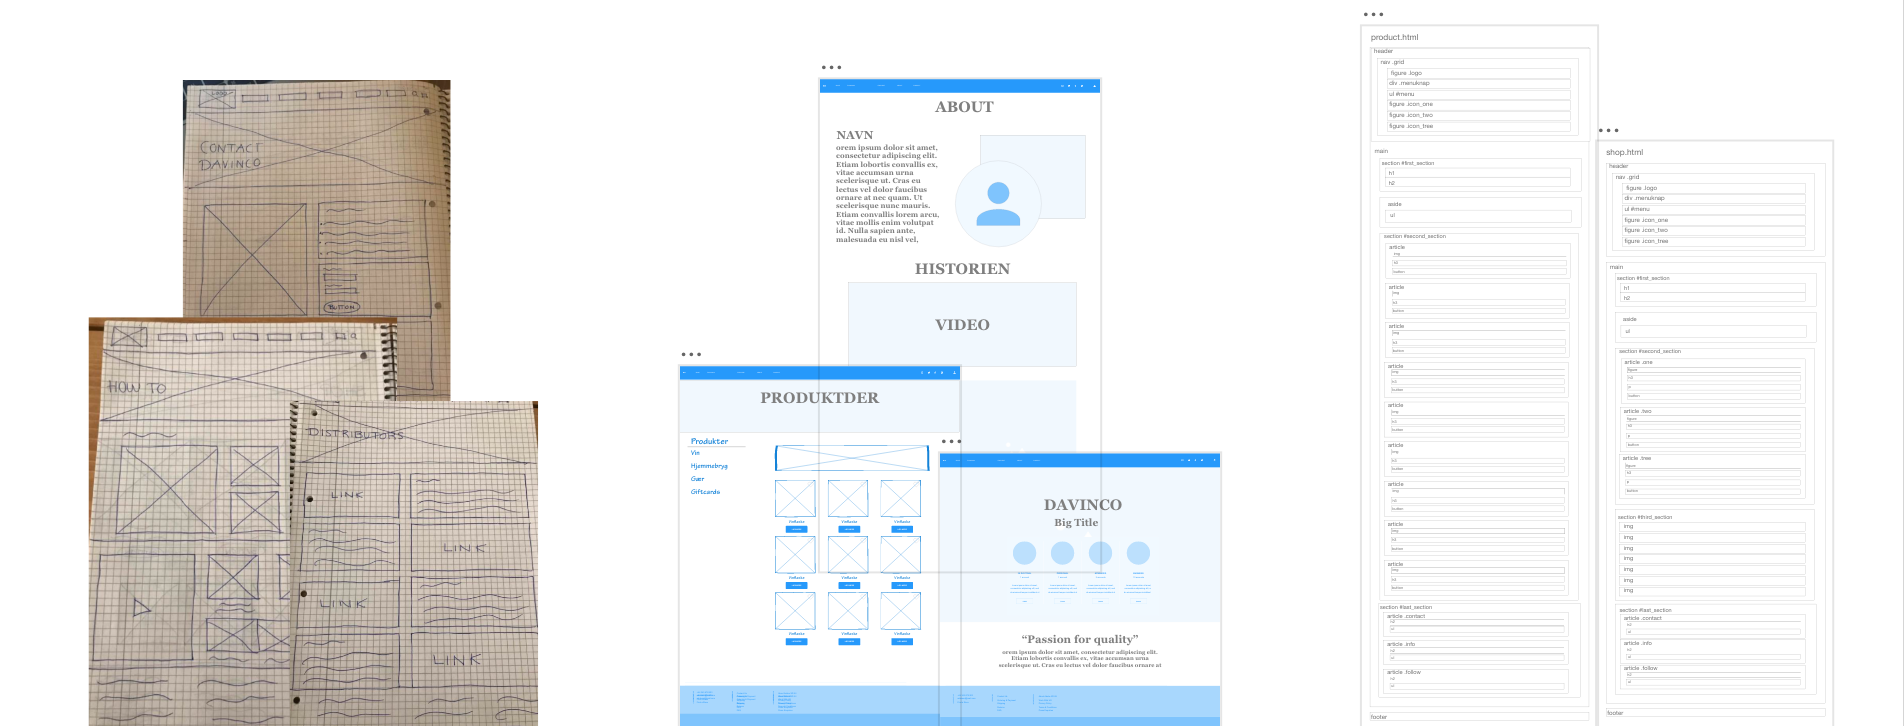 CONTACT
DAVINCO
BUTTON
HOW TO
DISTRIBUTORS
LINK
LINK
LINK
LINK
ABOUT
NAVN
orem ipsum dolor sit amet,
consectetur adipiscing elit.
Etiam lobortis convallis ex,
vitae accumsan urna
scelerisque ut. Cras eu
lectus vel dolor faucibus
ornare at nec quam. Ut
scelerisque nunc mauris.
Etiam convallis lorem arcu,
vitae mollis enim volutpat
id. Nulla sapien ante,
malesuada eu nisl vel,
HISTORIEN
VIDEO
PRODUKTDER
Produkter
Vin
Hjemmebryg
Gær
Giftcards
DAVINCO
Big Title
“Passion for quality”
orem ipsum dolor sit amet, consectetur adipiscing elit.
Etiam lobortis convallis ex, vitae accumsan urna
scelerisque ut. Cras eu lectus vel dolor faucibus ornare ut
product.html
header
nav .grid
figure .logo
div .menuknap
ul #menu
figure .icon_one
figure .icon_two
figure .icon_tree
main
section #first_section
h1
h2
aside
ul
section #second_section
article
img
h3
button
article
img
h3
button
article
img
h3
button
article
img
h3
button
article
img
h3
button
article
img
h3
button
article
img
h3
button
article
img
h3
button
article
img
h3
button
section #last_section
article .contact
h3
ul
article .info
h3
ul
article .follow
h3
ul
footer
shop.html
header
nav .grid
figure .logo
div .menuknap
ul #menu
figure .icon_one
figure .icon_two
figure .icon_tree
main
section #first_section
h1
h2
aside
ul
section #second_section
article .one
figure
h3
p
button
article .two
figure
h3
p
button
article .tree
figure
h3
p
button
section #third_section
img
img
img
img
img
img
img
section #last_section
article .contact
h3
ul
article .info
h3
ul
article .follow
h3
ul
footer